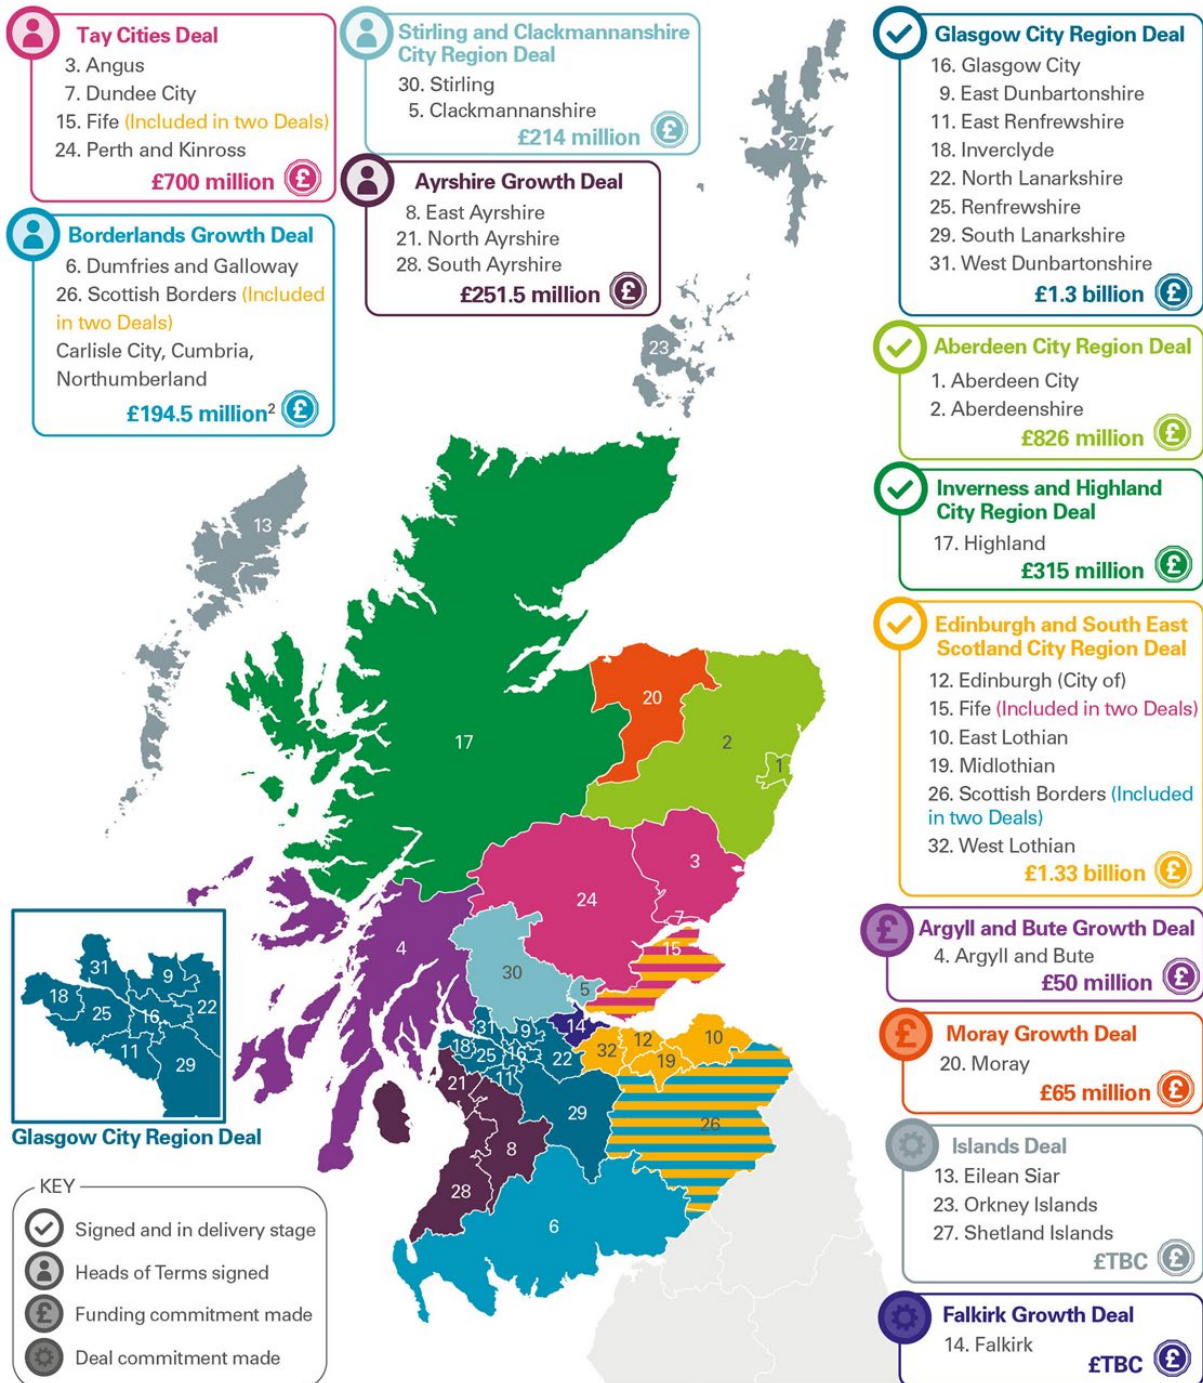 Tay Cities Deal
3. Angus
7. Dundee City
15. Fife (Included in two Deals)
24. Perth and Kinross
£700 million £
Stirling and Clackmannanshire
City Region Deal
30. Stirling
5. Clackmannanshire
£214 million £
Glasgow City Region Deal
16. Glasgow City
9. East Dunbartonshire
11. East Renfrewshire
18. Inverclyde
22. North Lanarkshire
25. Renfrewshire
29. South Lanarkshire
31. West Dunbartonshire
£1.3 billion £
Borderlands Growth Deal
6. Dumfries and Galloway
26. Scottish Borders (Included
in two Deals)
Carlisle City, Cumbria,
Northumberland
£194.5 million² £
Ayrshire Growth Deal
8. East Ayrshire
21. North Ayrshire
28. South Ayrshire
£251.5 million £
Aberdeen City Region Deal
1. Aberdeen City
2. Aberdeenshire
£826 million £
Inverness and Highland
City Region Deal
17. Highland
£315 million £
Edinburgh and South East
Scotland City Region Deal
12. Edinburgh (City of)
15. Fife (Included in two Deals)
10. East Lothian
19. Midlothian
26. Scottish Borders (Included
in two Deals)
32. West Lothian
£1.33 billion £
£
Argyll and Bute Growth Deal
4. Argyll and Bute
£50 million £
£
Moray Growth Deal
20. Moray
£65 million £
Islands Deal
13. Eilean Siar
23. Orkney Islands
27. Shetland Islands
£TBC £
Falkirk Growth Deal
14. Falkirk
£TBC £
27
23
13
20
17
2
1
3
24
7
15
4
30
5
14
31
9
12
10
18
25
16
22
32
19
11
21
29
26
8
28
6
31
9
18
22
25
16
11
29
Glasgow City Region Deal
KEY
Signed and in delivery stage
Heads of Terms signed
£ Funding commitment made
Deal commitment made